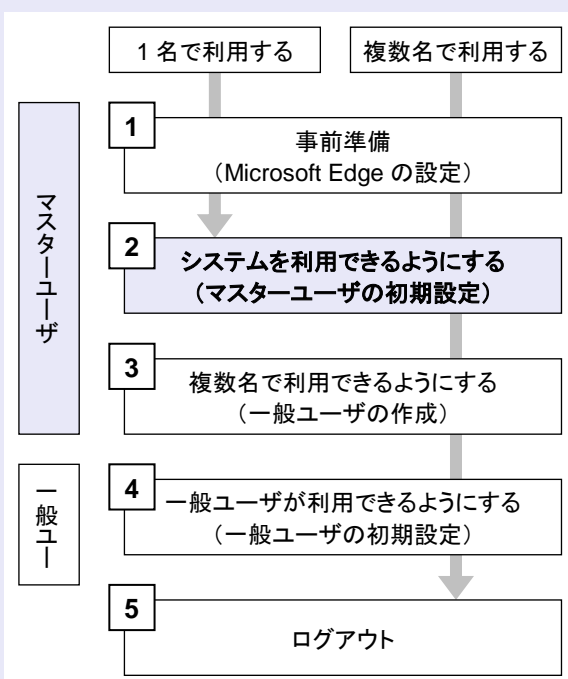 1 名で利用する
複数名で利用する
マスターユーザ
1
事前準備
（Microsoft Edge の設定）
2
システムを利用できるようにする
（マスターユーザの初期設定）
3
複数名で利用できるようにする
（一般ユーザの作成）
一般ユー
4
一般ユーザが利用できるようにする
（一般ユーザの初期設定）
5
ログアウト